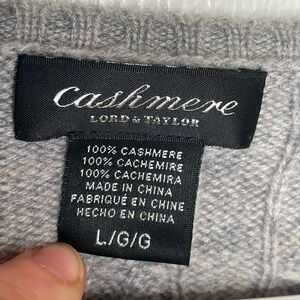 Cashmere
LORD & TAYLOR
100% CASHMERE
100% CACHEMIRE
100% CACHEMIRA
MADE IN CHINA
FABRIQUÉ EN CHINE
HECHO EN CHINA
L/G/G